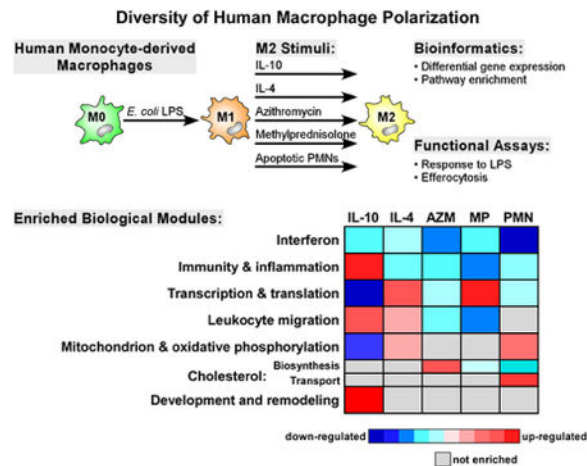 Diversity of Human Macrophage Polarization
Human Monocyte-derived
Macrophages
M0
E. coli LPS
M1
M2 Stimuli:
IL-10
IL-4
Azithromycin
Methylprednisolone
Apoptotic PMNs
M2
Bioinformatics:
• Differential gene expression
• Pathway enrichment
Functional Assays:
• Response to LPS
• Efferocytosis
Enriched Biological Modules:
IL-10 IL-4 AZM MP PMN
Interferon
Immunity & inflammation
Transcription & translation
Leukocyte migration
Mitochondrion & oxidative phosphorylation
Cholesterol: Biosynthesis
Transport
Development and remodeling
down-regulated up-regulated
not enriched